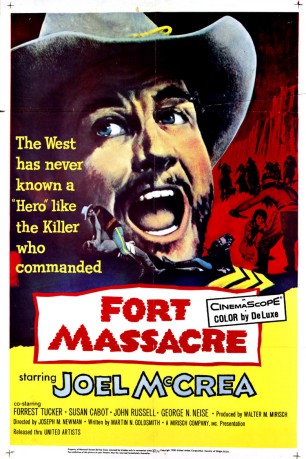 The West
has never
known a
"Hero" like
the Killer
who
commanded
FORT
MASSACRE
CINEMASCOPE
COLOR by DeLuxe
starring JOEL McCREA
co-starring
FORREST TUCKER · SUSAN CABOT · JOHN RUSSELL · GEORGE N. NEISE · Produced by WALTER M. MIRISCH
Directed by JOSEPH M. NEWMAN · Written by MARTIN N. GOLDSMITH · A MIRISCH COMPANY, INC. PICTURE
Released thru UNITED ARTISTS